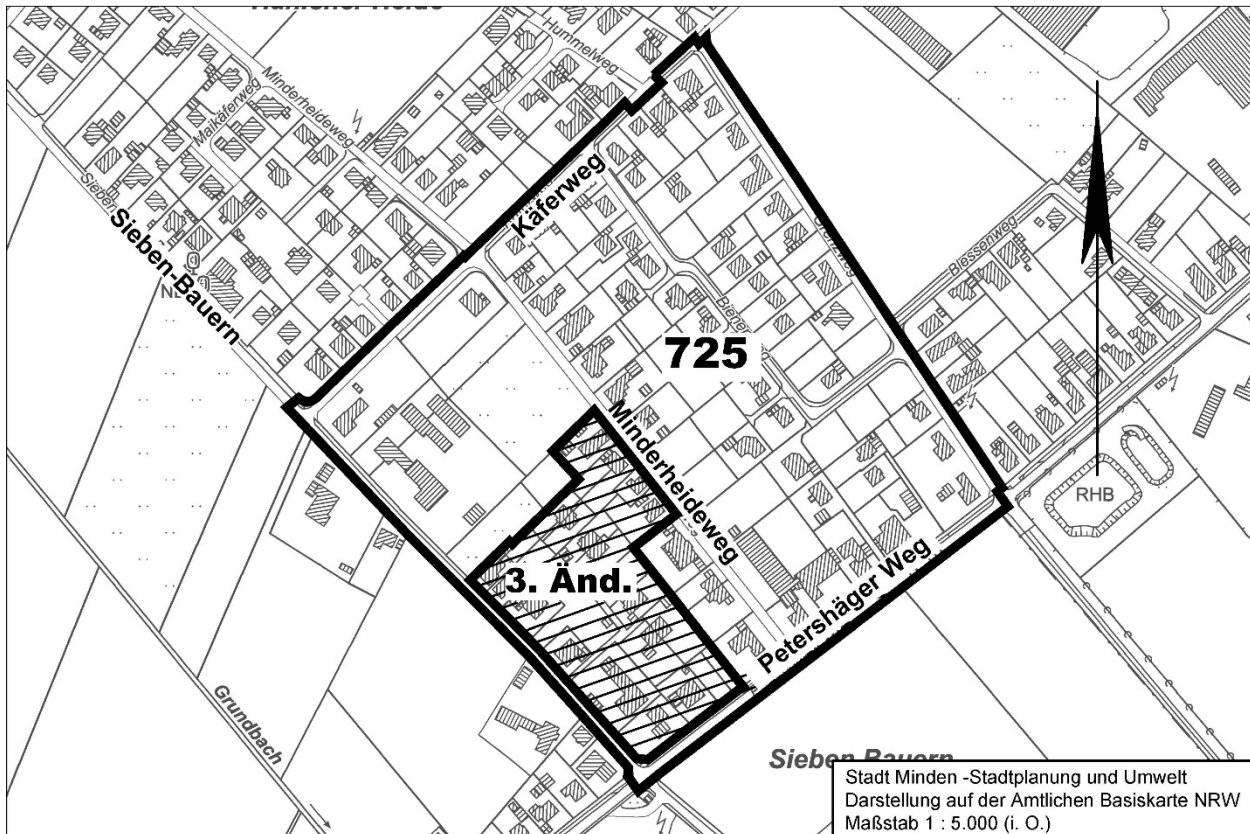 Hummelweg
Minderheideweg
Maikäferweg
Käferweg
Sieben-Bauern
Blessenweg
725
Minderheideweg
RHB
3. Änd.
Petershäger Weg
Grundbach
Sieben Bauern
Stadt Minden -Stadtplanung und Umwelt
Darstellung auf der Amtlichen Basiskarte NRW
Maßstab 1 : 5.000 (i. O.)